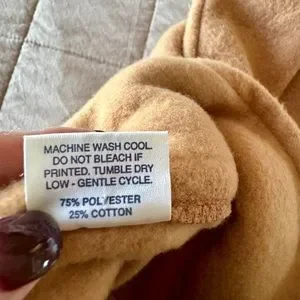 MACHINE WASH COOL.
DO NOT BLEACH IF
PRINTED. TUMBLE DRY
LOW - GENTLE CYCLE.
75% POLYESTER
25% COTTON